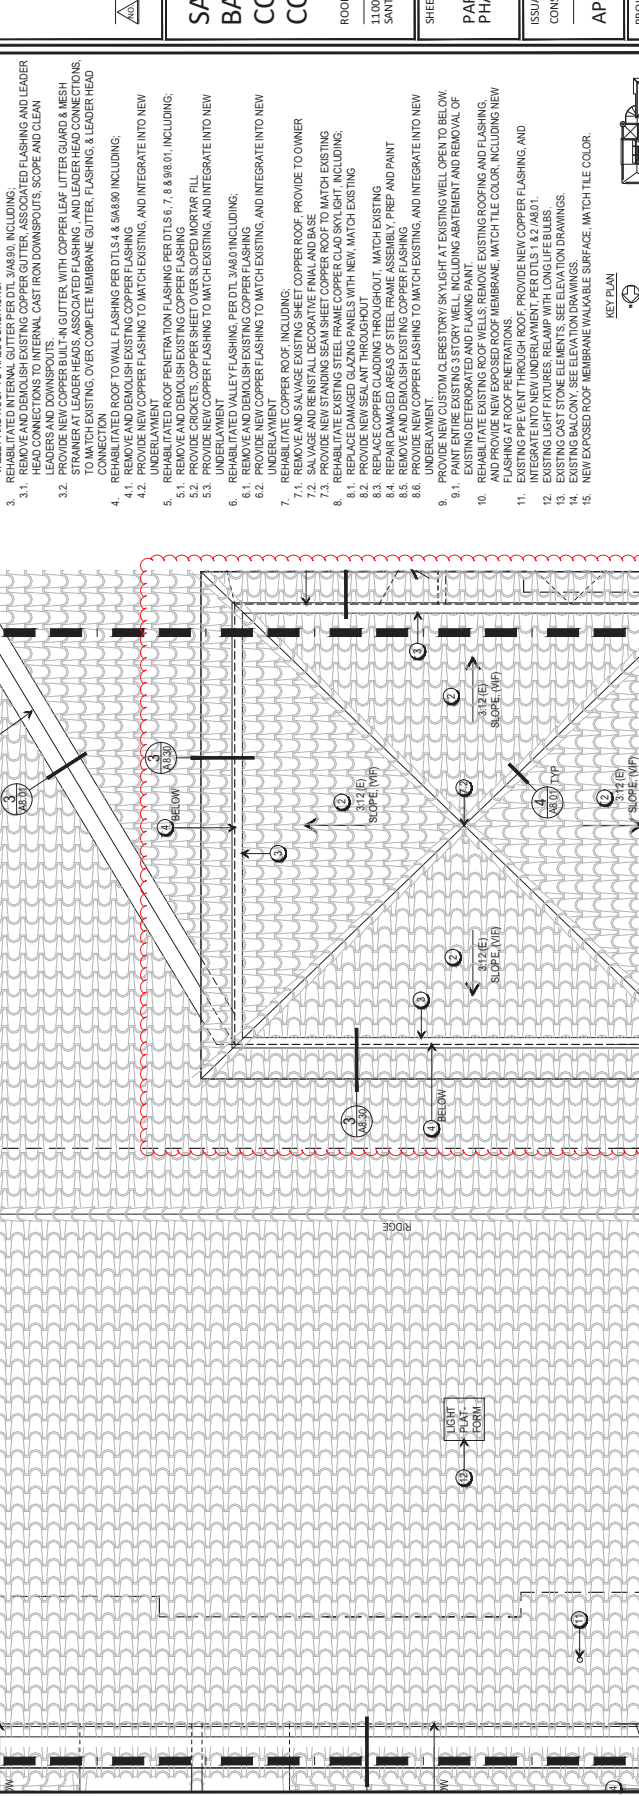 3. REHABILITATED INTERNAL GUTTER PER DTL 3/A8.90, INCLUDING;
3.1. REMOVE AND DEMOLISH EXISTING COPPER GUTTER, ASSOCIATED FLASHING AND LEADER
HEAD CONNECTIONS TO INTERNAL CAST IRON DOWNSPOUTS, SCOPE AND CLEAN
LEADERS AND DOWNSPOUTS.
3.2. PROVIDE NEW COPPER BUILT-IN GUTTER, WITH COPPER LEAF LITTER GUARD & MESH
STRAINER AT LEADER HEADS, ASSOCIATED FLASHING, AND LEADER HEAD CONNECTIONS,
TO MATCH EXISTING, OVER COMPLETE MEMBRANE GUTTER, FLASHING, & LEADER HEAD
CONNECTION
4. REHABILITATED ROOF TO WALL FLASHING PER DTLS 4 & 5/A8.90 INCLUDING;
4.1. REMOVE AND DEMOLISH EXISTING COPPER FLASHING
4.2. PROVIDE NEW COPPER FLASHING TO MATCH EXISTING, AND INTEGRATE INTO NEW
UNDERLAYMENT
5. REHABILITATED ROOF PENETRATION FLASHING PER DTLS 6, 7, 8 & 9/8.01, INCLUDING;
5.1. REMOVE AND DEMOLISH EXISTING COPPER FLASHING
5.2. PROVIDE CRICKETS, COPPER SHEET OVER SLOPED MORTAR FILL
5.3. PROVIDE NEW COPPER FLASHING TO MATCH EXISTING, AND INTEGRATE INTO NEW
UNDERLAYMENT
6. REHABILITATED VALLEY FLASHING, PER DTL 3/A8.01INCLUDING;
6.1. REMOVE AND DEMOLISH EXISTING COPPER FLASHING
6.2. PROVIDE NEW COPPER FLASHING TO MATCH EXISTING, AND INTEGRATE INTO NEW
UNDERLAYMENT
7. REHABILITATE COPPER ROOF, INCLUDING;
7.1. REMOVE AND SALVAGE EXISTING SHEET COPPER ROOF, PROVIDE TO OWNER
7.2. SALVAGE AND REINSTALL DECORATIVE FINIAL AND BASE
7.3. PROVIDE NEW STANDING SEAM SHEET COPPER ROOF TO MATCH EXISTING
8. REHABILITATE EXISTING STEEL FRAME COPPER CLAD SKYLIGHT, INCLUDING;
8.1. REPLACE DAMAGED GLAZING PANELS WITH NEW, MATCH EXISTING
8.2. PROVIDE NEW SEALANT THROUGHOUT
8.3. REPLACE COPPER CLADDING THROUGHOUT, MATCH EXISTING
8.4. REPAIR DAMAGED AREAS OF STEEL FRAME ASSEMBLY, PREP AND PAINT
8.5. REMOVE AND DEMOLISH EXISTING COPPER FLASHING
8.6. PROVIDE NEW COPPER FLASHING TO MATCH EXISTING, AND INTEGRATE INTO NEW
UNDERLAYMENT.
9. PROVIDE NEW CUSTOM CLERESTORY/ SKYLIGHT AT EXISTING WELL OPEN TO BELOW.
9.1. PAINT ENTIRE EXISTING 3 STORY WELL, INCLUDING ABATEMENT AND REMOVAL OF
EXISTING DETERIORATED AND FLAKING PAINT.
10. REHABILITATE EXISTING ROOF WELLS; REMOVE EXISTING ROOFING AND FLASHING,
AND PROVIDE NEW EXPOSED ROOF MEMBRANE, MATCH TILE COLOR, INCLUDING NEW
FLASHING AT ROOF PENETRATIONS.
11. EXISTING PIPE VENT THROUGH ROOF, PROVIDE NEW COPPER FLASHING, AND
INTEGRATE INTO NEW UNDERLAYMENT, PER DTLS 1 & 2 /A8.01.
12. EXISTING LIGHT FIXTURES, RELAMP WITH LONG LIFE BULBS.
13. EXISTING CAST STONE ELEMENTS, SEE ELEVATION DRAWINGS.
14. EXISTING BALCONY, SEE ELEVATION DRAWINGS.
15. NEW EXPOSED ROOF MEMBRANE WALKABLE SURFACE, MATCH TILE COLOR.
KEY PLAN
3
A8.01
3
A8.30
4
BELOW
3
2
3:12 (E)
SLOPE, (VIF)
7.2
3
2
3:12 (E)
SLOPE, (VIF)
4
A8.01
TYP
2
3:12 (E)
SLOPE, (VIF)
2
3:12 (E)
SLOPE, (VIF)
3
3
A8.30
4
BELOW
RIDGE
LIGHT
PLAT-
FORM
12
11
4